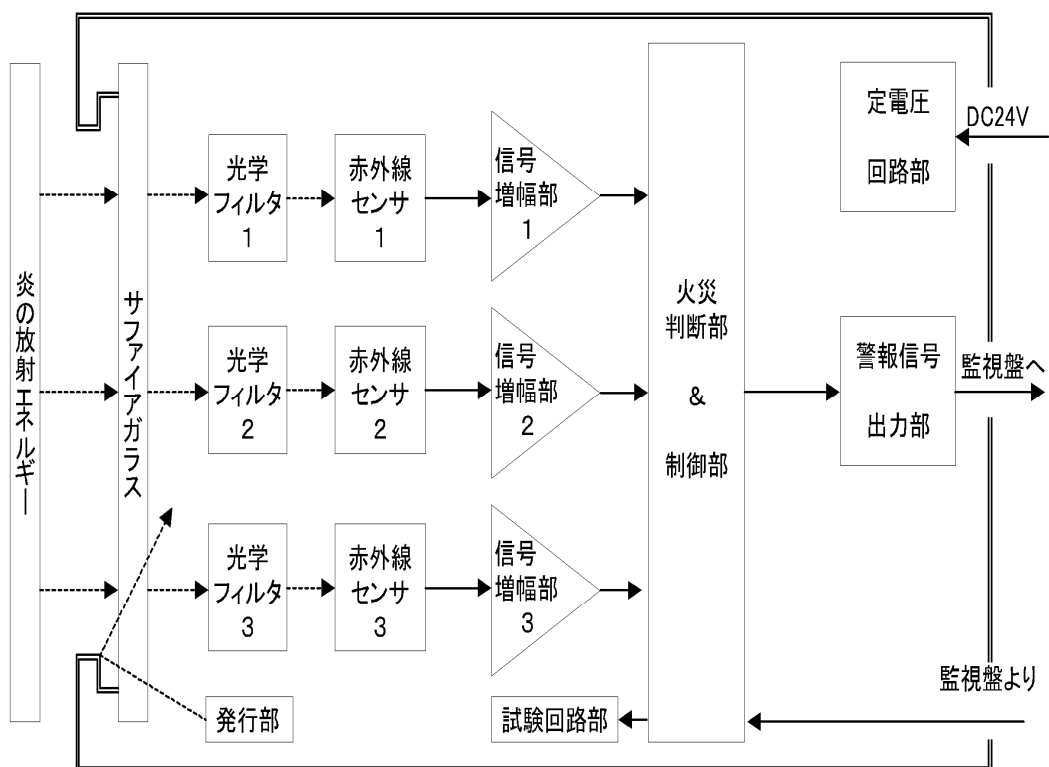 炎の放射エネルギー
サファイアガラス
光学
フィルタ
1
赤外線
センサ
1
信号
増幅部
1
光学
フィルタ
2
赤外線
センサ
2
信号
増幅部
2
光学
フィルタ
3
赤外線
センサ
3
信号
増幅部
3
発行部
試験回路部
火災
判断部
&
制御部
定電圧
回路部
DC24V
警報信号
出力部
監視盤へ
監視盤より